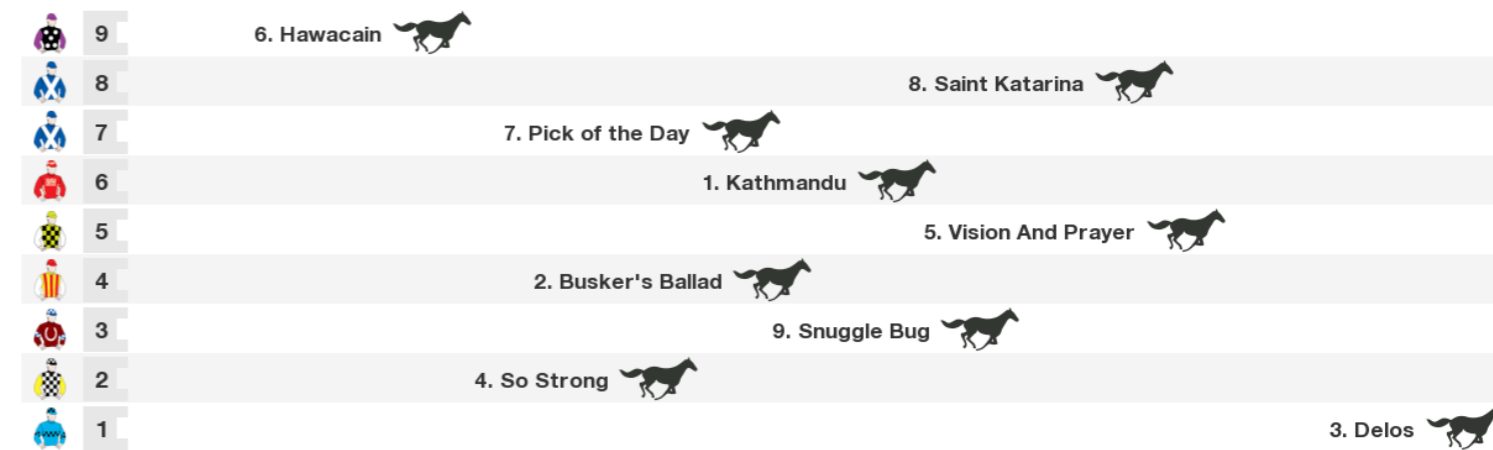 9 6. Hawacain
8 8. Saint Katarina
7 7. Pick of the Day
6 1. Kathmandu
5 5. Vision And Prayer
4 2. Busker's Ballad
3 9. Snuggle Bug
2 4. So Strong
1 3. Delos